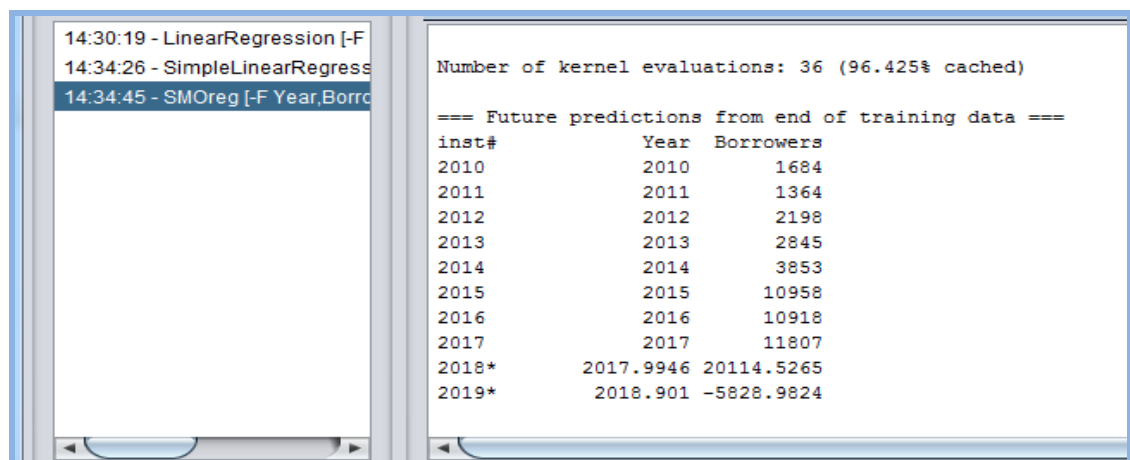 14:30:19 - LinearRegression [-F
14:34:26 - SimpleLinearRegress
14:34:45 - SMOreg [-F Year,Borro
Number of kernel evaluations: 36 (96.425% cached)
=== Future predictions from end of training data ===
inst# Year Borrowers
2010 2010 1684
2011 2011 1364
2012 2012 2198
2013 2013 2845
2014 2014 3853
2015 2015 10958
2016 2016 10918
2017 2017 11807
2018* 2017.9946 20114.5265
2019* 2018.901 -5828.9824